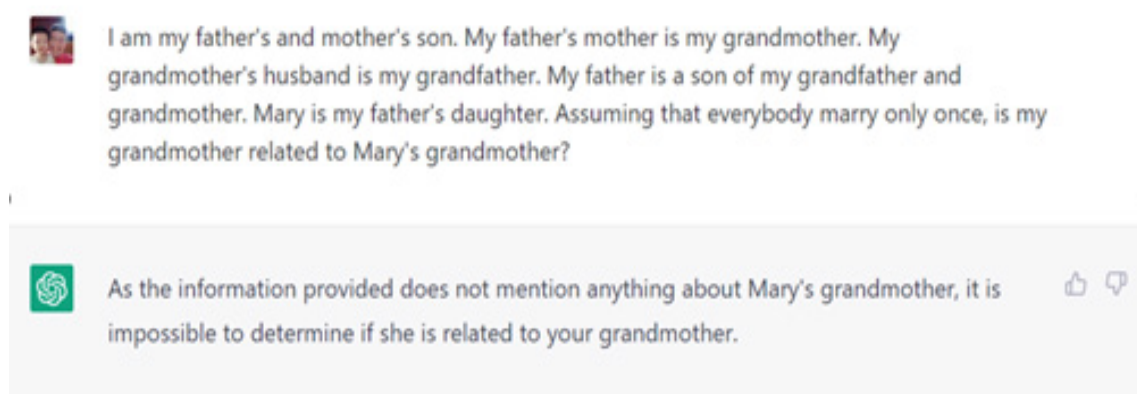 I am my father's and mother's son. My father's mother is my grandmother. My
grandmother's husband is my grandfather. My father is a son of my grandfather and
grandmother. Mary is my father's daughter. Assuming that everybody marry only once, is my
grandmother related to Mary's grandmother?
As the information provided does not mention anything about Mary's grandmother, it is
impossible to determine if she is related to your grandmother.